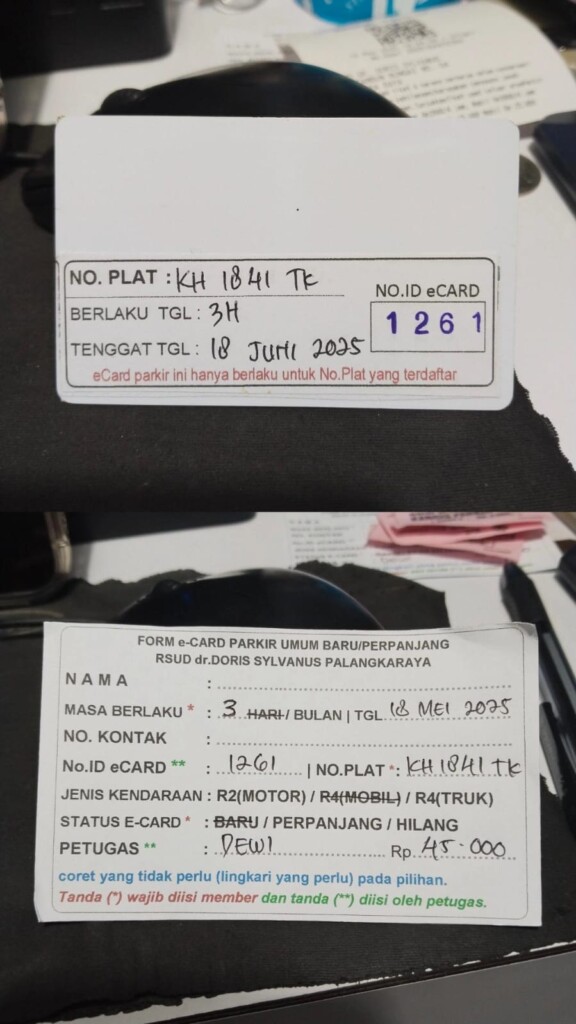 NO. PLAT : KH 1841 TK
NO.ID eCARD
BERLAKU TGL : 3H
1261
TENGGAT TGL : 18 JUNI 2025
eCard parkir ini hanya berlaku untuk No.Plat yang terdaftar
FORM e-CARD PARKIR UMUM BARU/PERPANJANG
RSUD dr.DORIS SYLVANUS PALANGKARAYA
NAMA :
MASA BERLAKU * : 3 HARI / BULAN | TGL 18 MEI 2025
NO. KONTAK :
No.ID eCARD ** : 1261 | NO.PLAT * : KH 1841 TK
JENIS KENDARAAN : R2(MOTOR) / R4(MOBIL) / R4(TRUK)
STATUS E-CARD * : BARU / PERPANJANG / HILANG
PETUGAS ** : DEWI Rp. 45.000
coret yang tidak perlu (lingkari yang perlu) pada pilihan.
Tanda (*) wajib diisi member dan tanda (**) diisi oleh petugas.